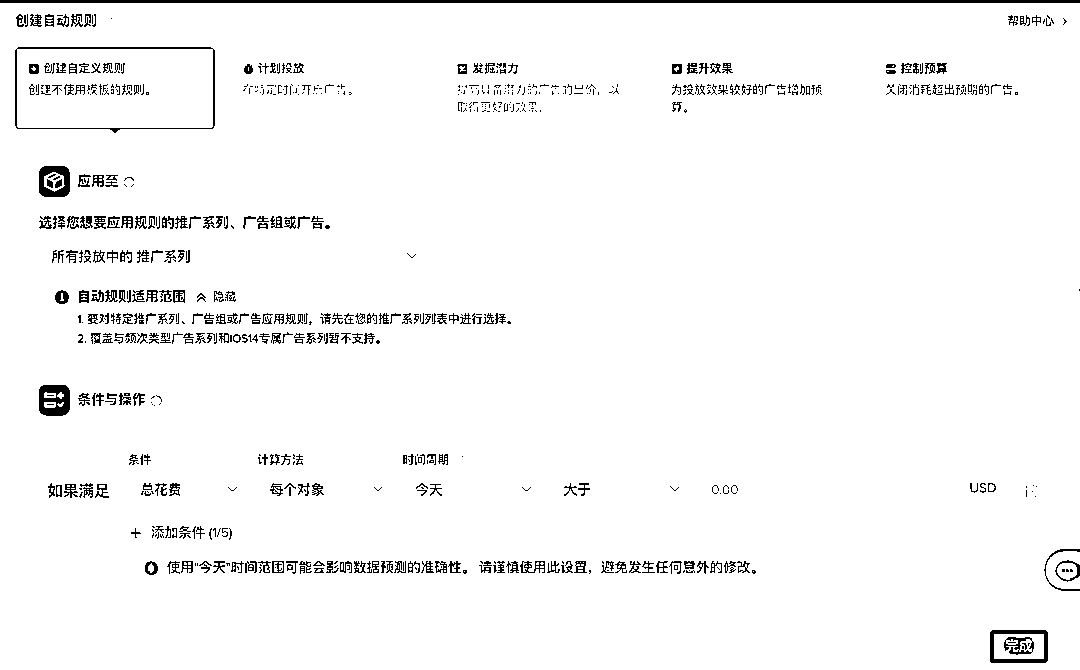 创建自动规则
帮助中心
创建自定义规则
创建不使用模板的规则。
计划投放
在特定时间开启广告。
发掘潜力
提高具备潜力的广告的出价，以
取得更好的效果。
提升效果
为投放效果较好的广告增加预
算。
控制预算
关闭消耗超出预期的广告。
应用至
选择您想要应用规则的推广系列、广告组或广告。
所有投放中的 推广系列
自动规则适用范围 隐藏
1. 要对特定推广系列、广告组或广告应用规则，请先在您的推广系列列表中进行选择。
2. 覆盖与频次类型广告系列和iOS14专属广告系列暂不支持。
条件与操作
条件 计算方法 时间周期
如果满足 总花费 每个对象 今天 大于 0.00 USD
+ 添加条件 (1/5)
使用"今天"时间范围可能会影响数据预测的准确性。 请谨慎使用此设置，避免发生任何意外的修改。
完成